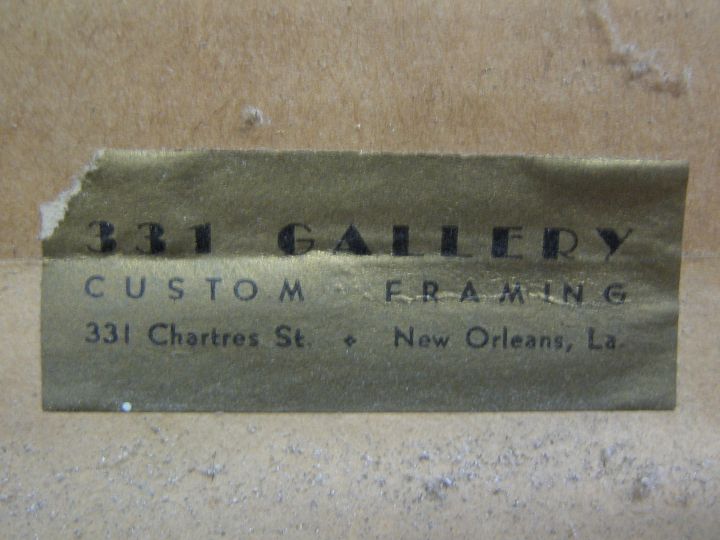 331 GALLERY
CUSTOM FRAMING
331 Chartres St. New Orleans, La.